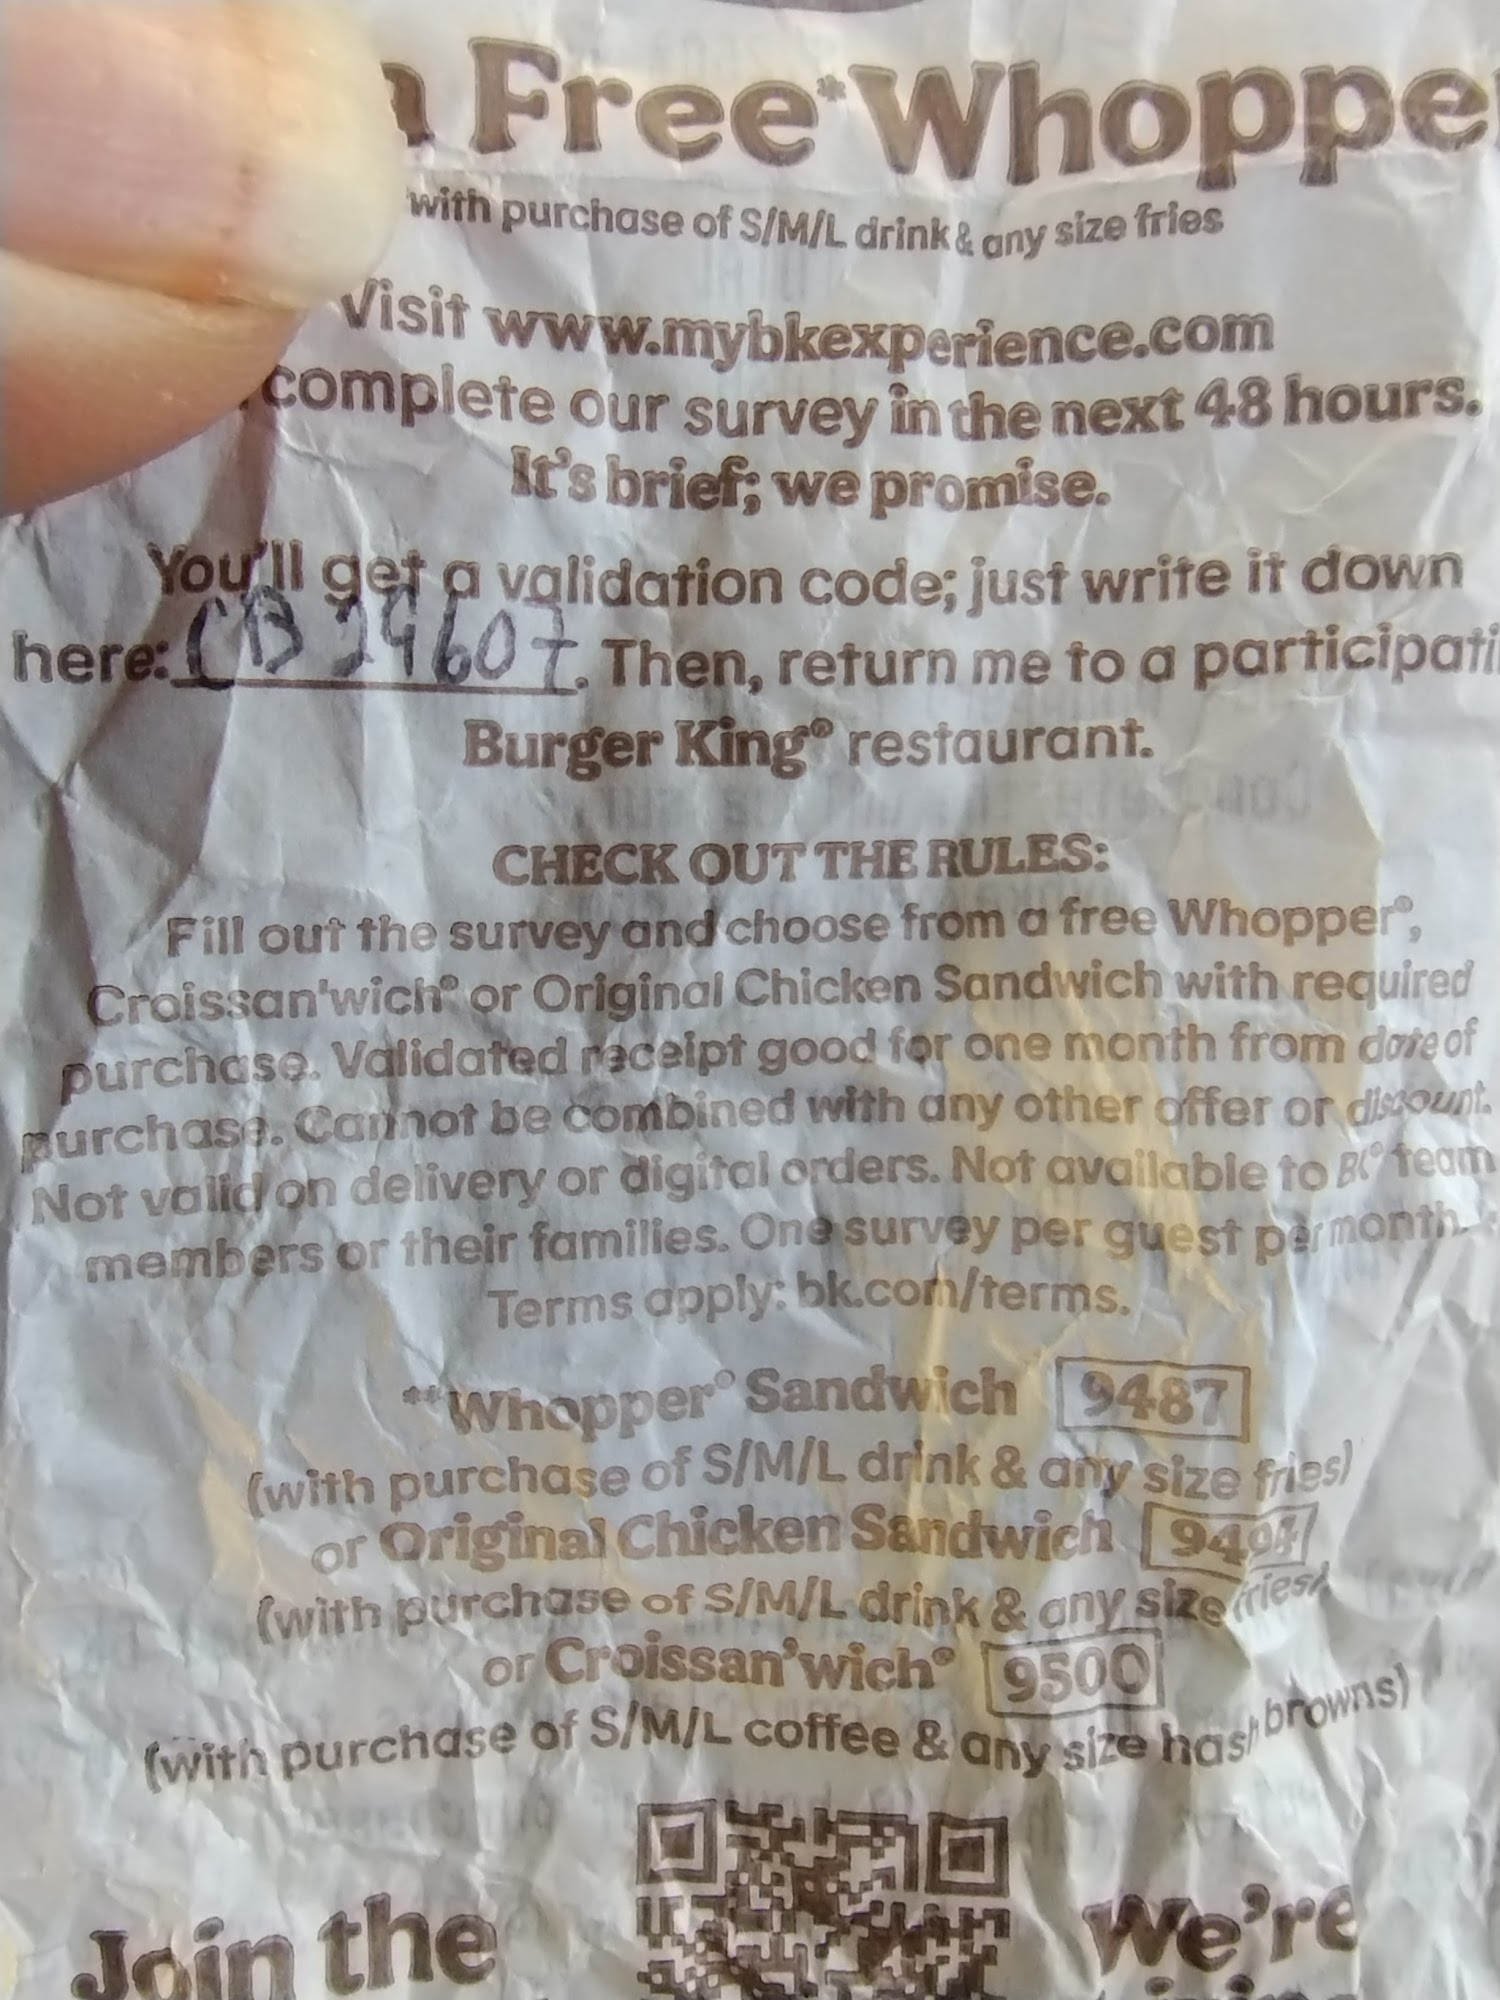 Free* Whoppe
with purchase of S/M/L drink & any size fries
Visit www.mybkexperience.com
complete our survey in the next 48 hours.
It's brief; we promise.
You'll get a validation code; just write it down
here: CB29607. Then, return me to a participati
Burger King® restaurant.
CHECK OUT THE RULES:
Fill out the survey and choose from a free Whopper®,
Croissan'wich® or Original Chicken Sandwich with required
purchase. Validated receipt good for one month from date of
purchase. Cannot be combined with any other offer or discount.
Not valid on delivery or digital orders. Not available to BK® team
members or their families. One survey per guest per month.
Terms apply: bk.com/terms.
**Whopper® Sandwich 9487
(with purchase of S/M/L drink & any size fries)
or Original Chicken Sandwich 9494
(with purchase of S/M/L drink & any size fries)
or Croissan'wich® 9500
(with purchase of S/M/L coffee & any size hash browns)
Join the We're